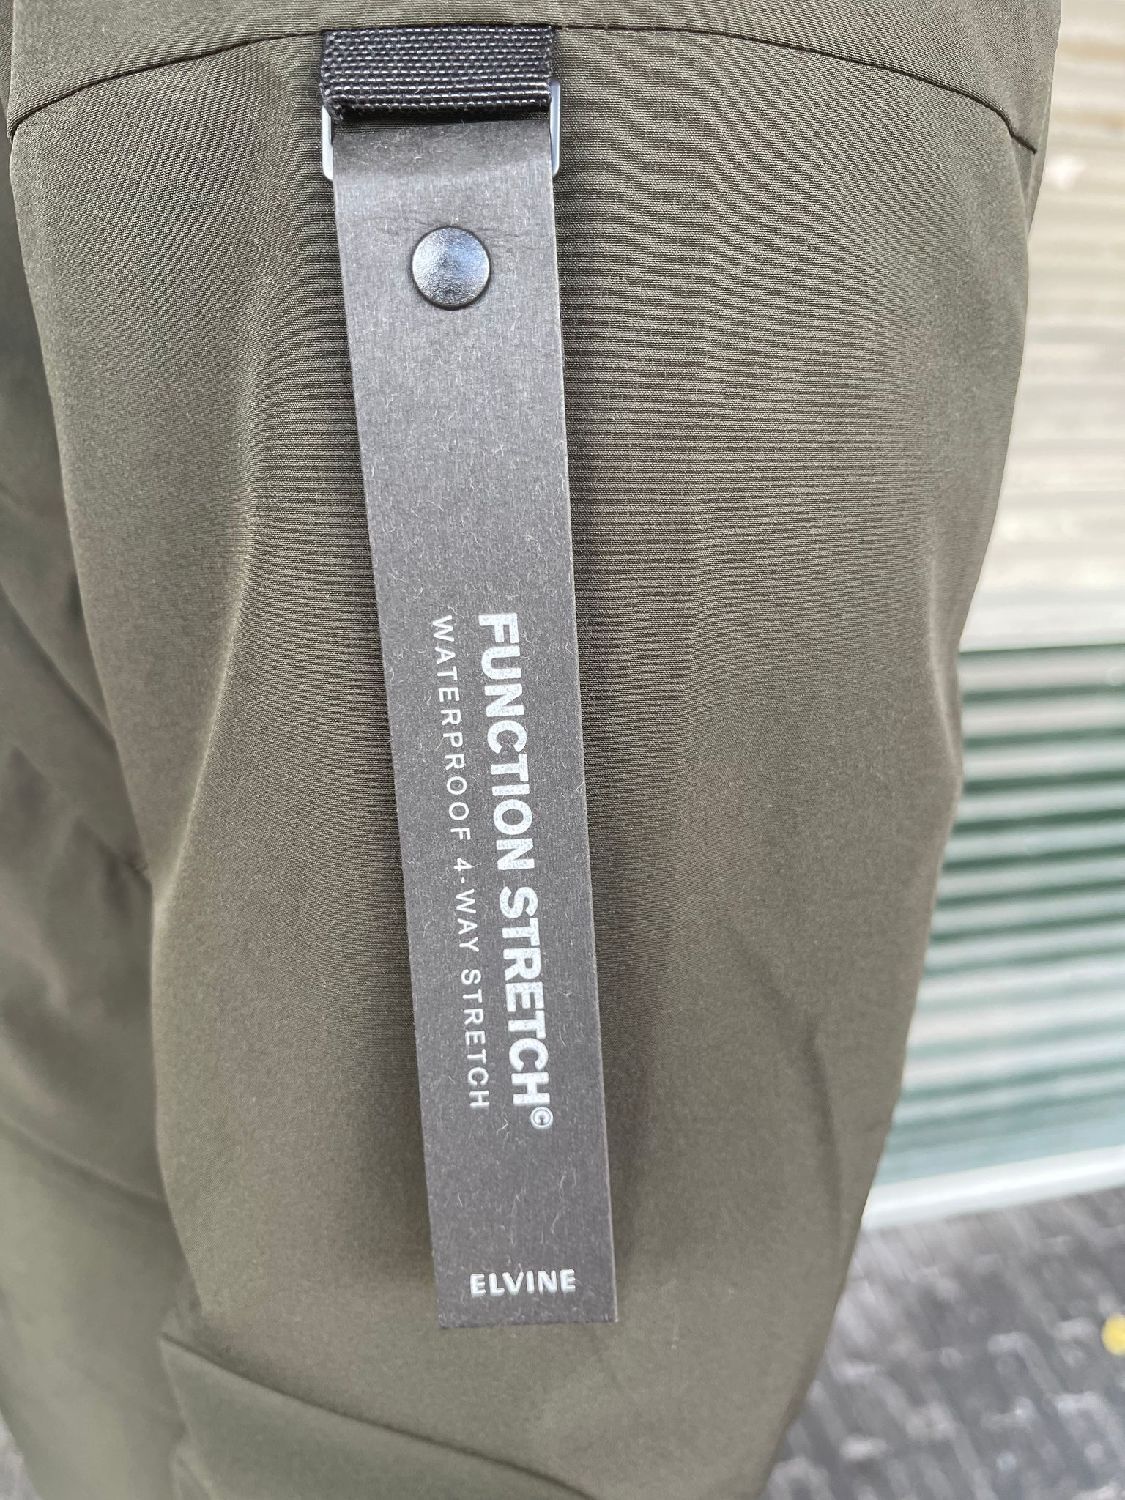 FUNCTION STRETCH©
WATERPROOF 4-WAY STRETCH
ELVINE